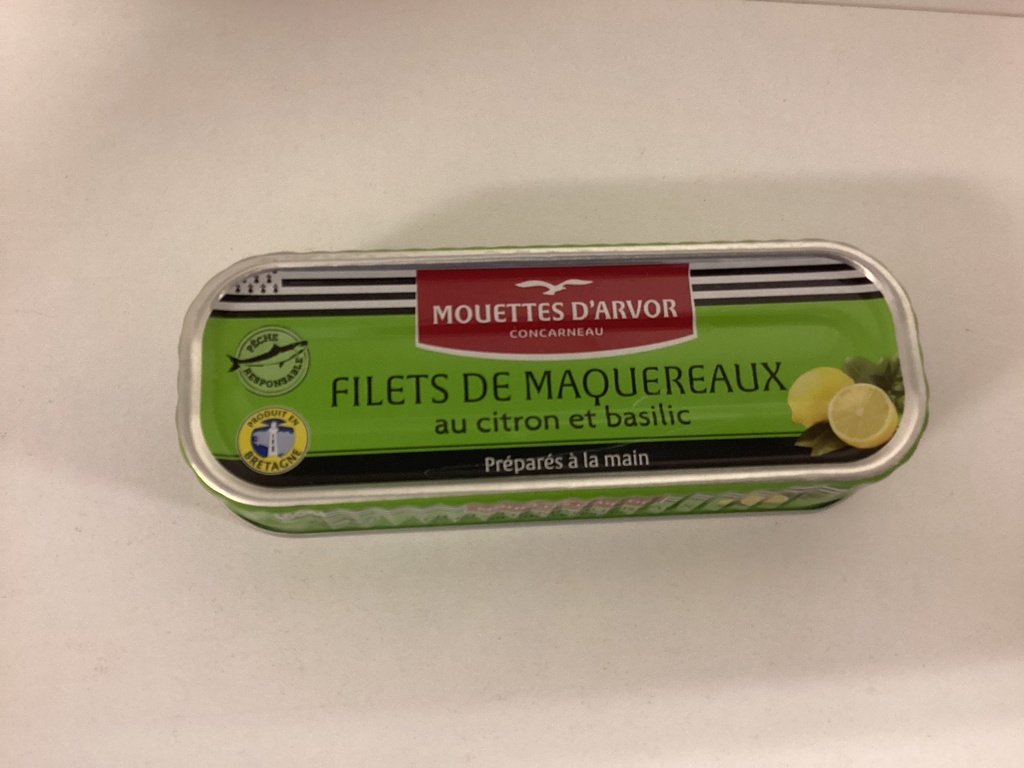 MOUETTES D'ARVOR
CONCARNEAU
PÊCHE
RESPONSABLE
FILETS DE MAQUEREAUX
au citron et basilic
PRODUIT EN
BRETAGNE
Préparés à la main